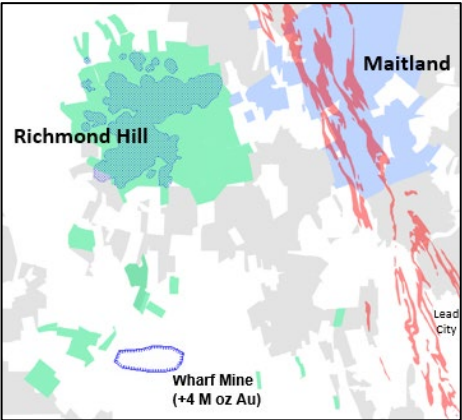 Maitland
Richmond Hill
Lead
City
Wharf Mine
(+4 M oz Au)